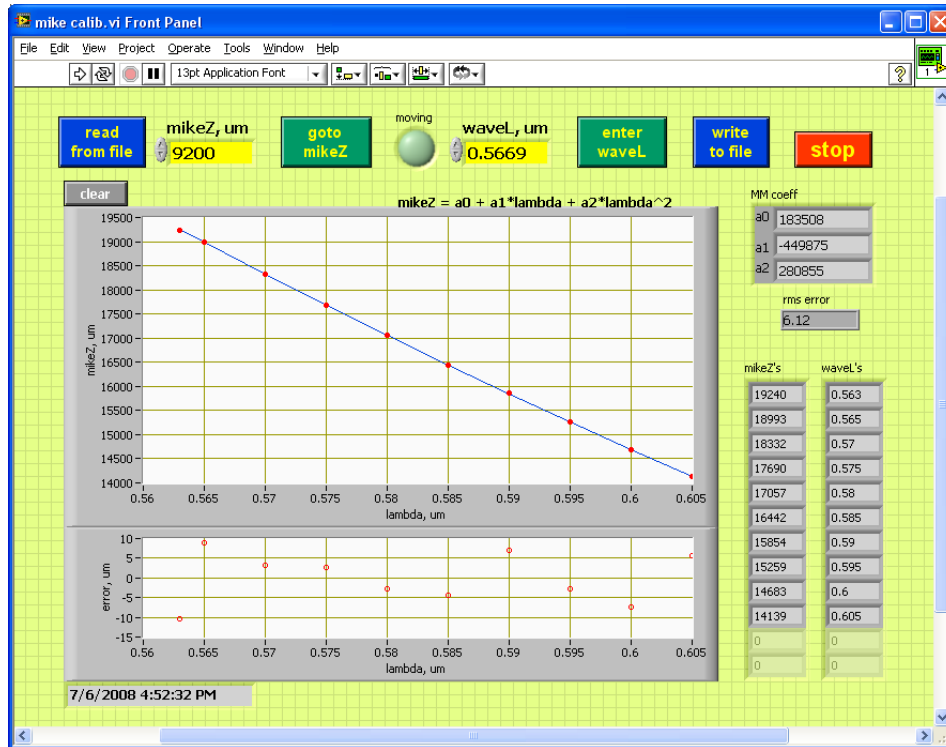 mike calib.vi Front Panel
File Edit View Project Operate Tools Window Help
13pt Application Font
1
read from file
mikeZ, um
9200
goto mikeZ
moving
waveL, um
0.5669
enter waveL
write to file
stop
clear
mikeZ = a0 + a1*lambda + a2*lambda^2
MM coeff
a0 183508
a1 -449875
a2 280855
rms error
6.12
mikeZ, um
19500
19000
18500
18000
17500
17000
16500
16000
15500
15000
14500
14000
0.56 0.565 0.57 0.575 0.58 0.585 0.59 0.595 0.6 0.605
lambda, um
error, um
10
5
0
-5
-10
-15
0.56 0.565 0.57 0.575 0.58 0.585 0.59 0.595 0.6 0.605
lambda, um
mikeZ's waveL's
19240 0.563
18993 0.565
18332 0.57
17690 0.575
17057 0.58
16442 0.585
15854 0.59
15259 0.595
14683 0.6
14139 0.605
0 0
0 0
7/6/2008 4:52:32 PM